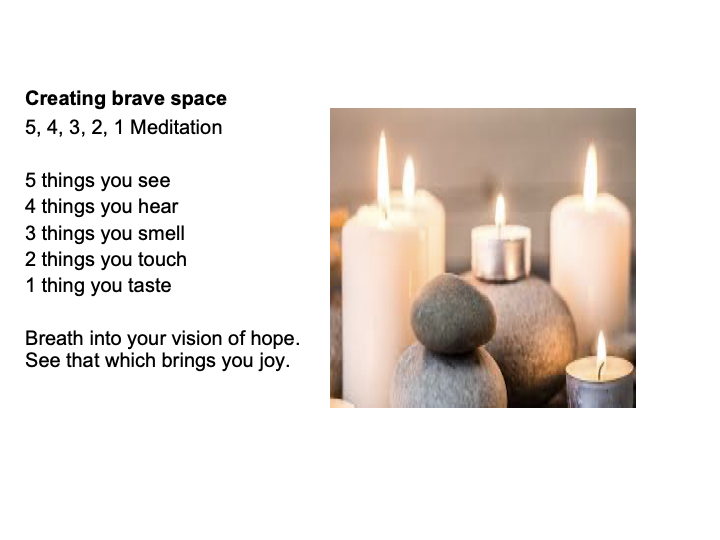 Creating brave space
5, 4, 3, 2, 1 Meditation
5 things you see
4 things you hear
3 things you smell
2 things you touch
1 thing you taste
Breath into your vision of hope.
See that which brings you joy.